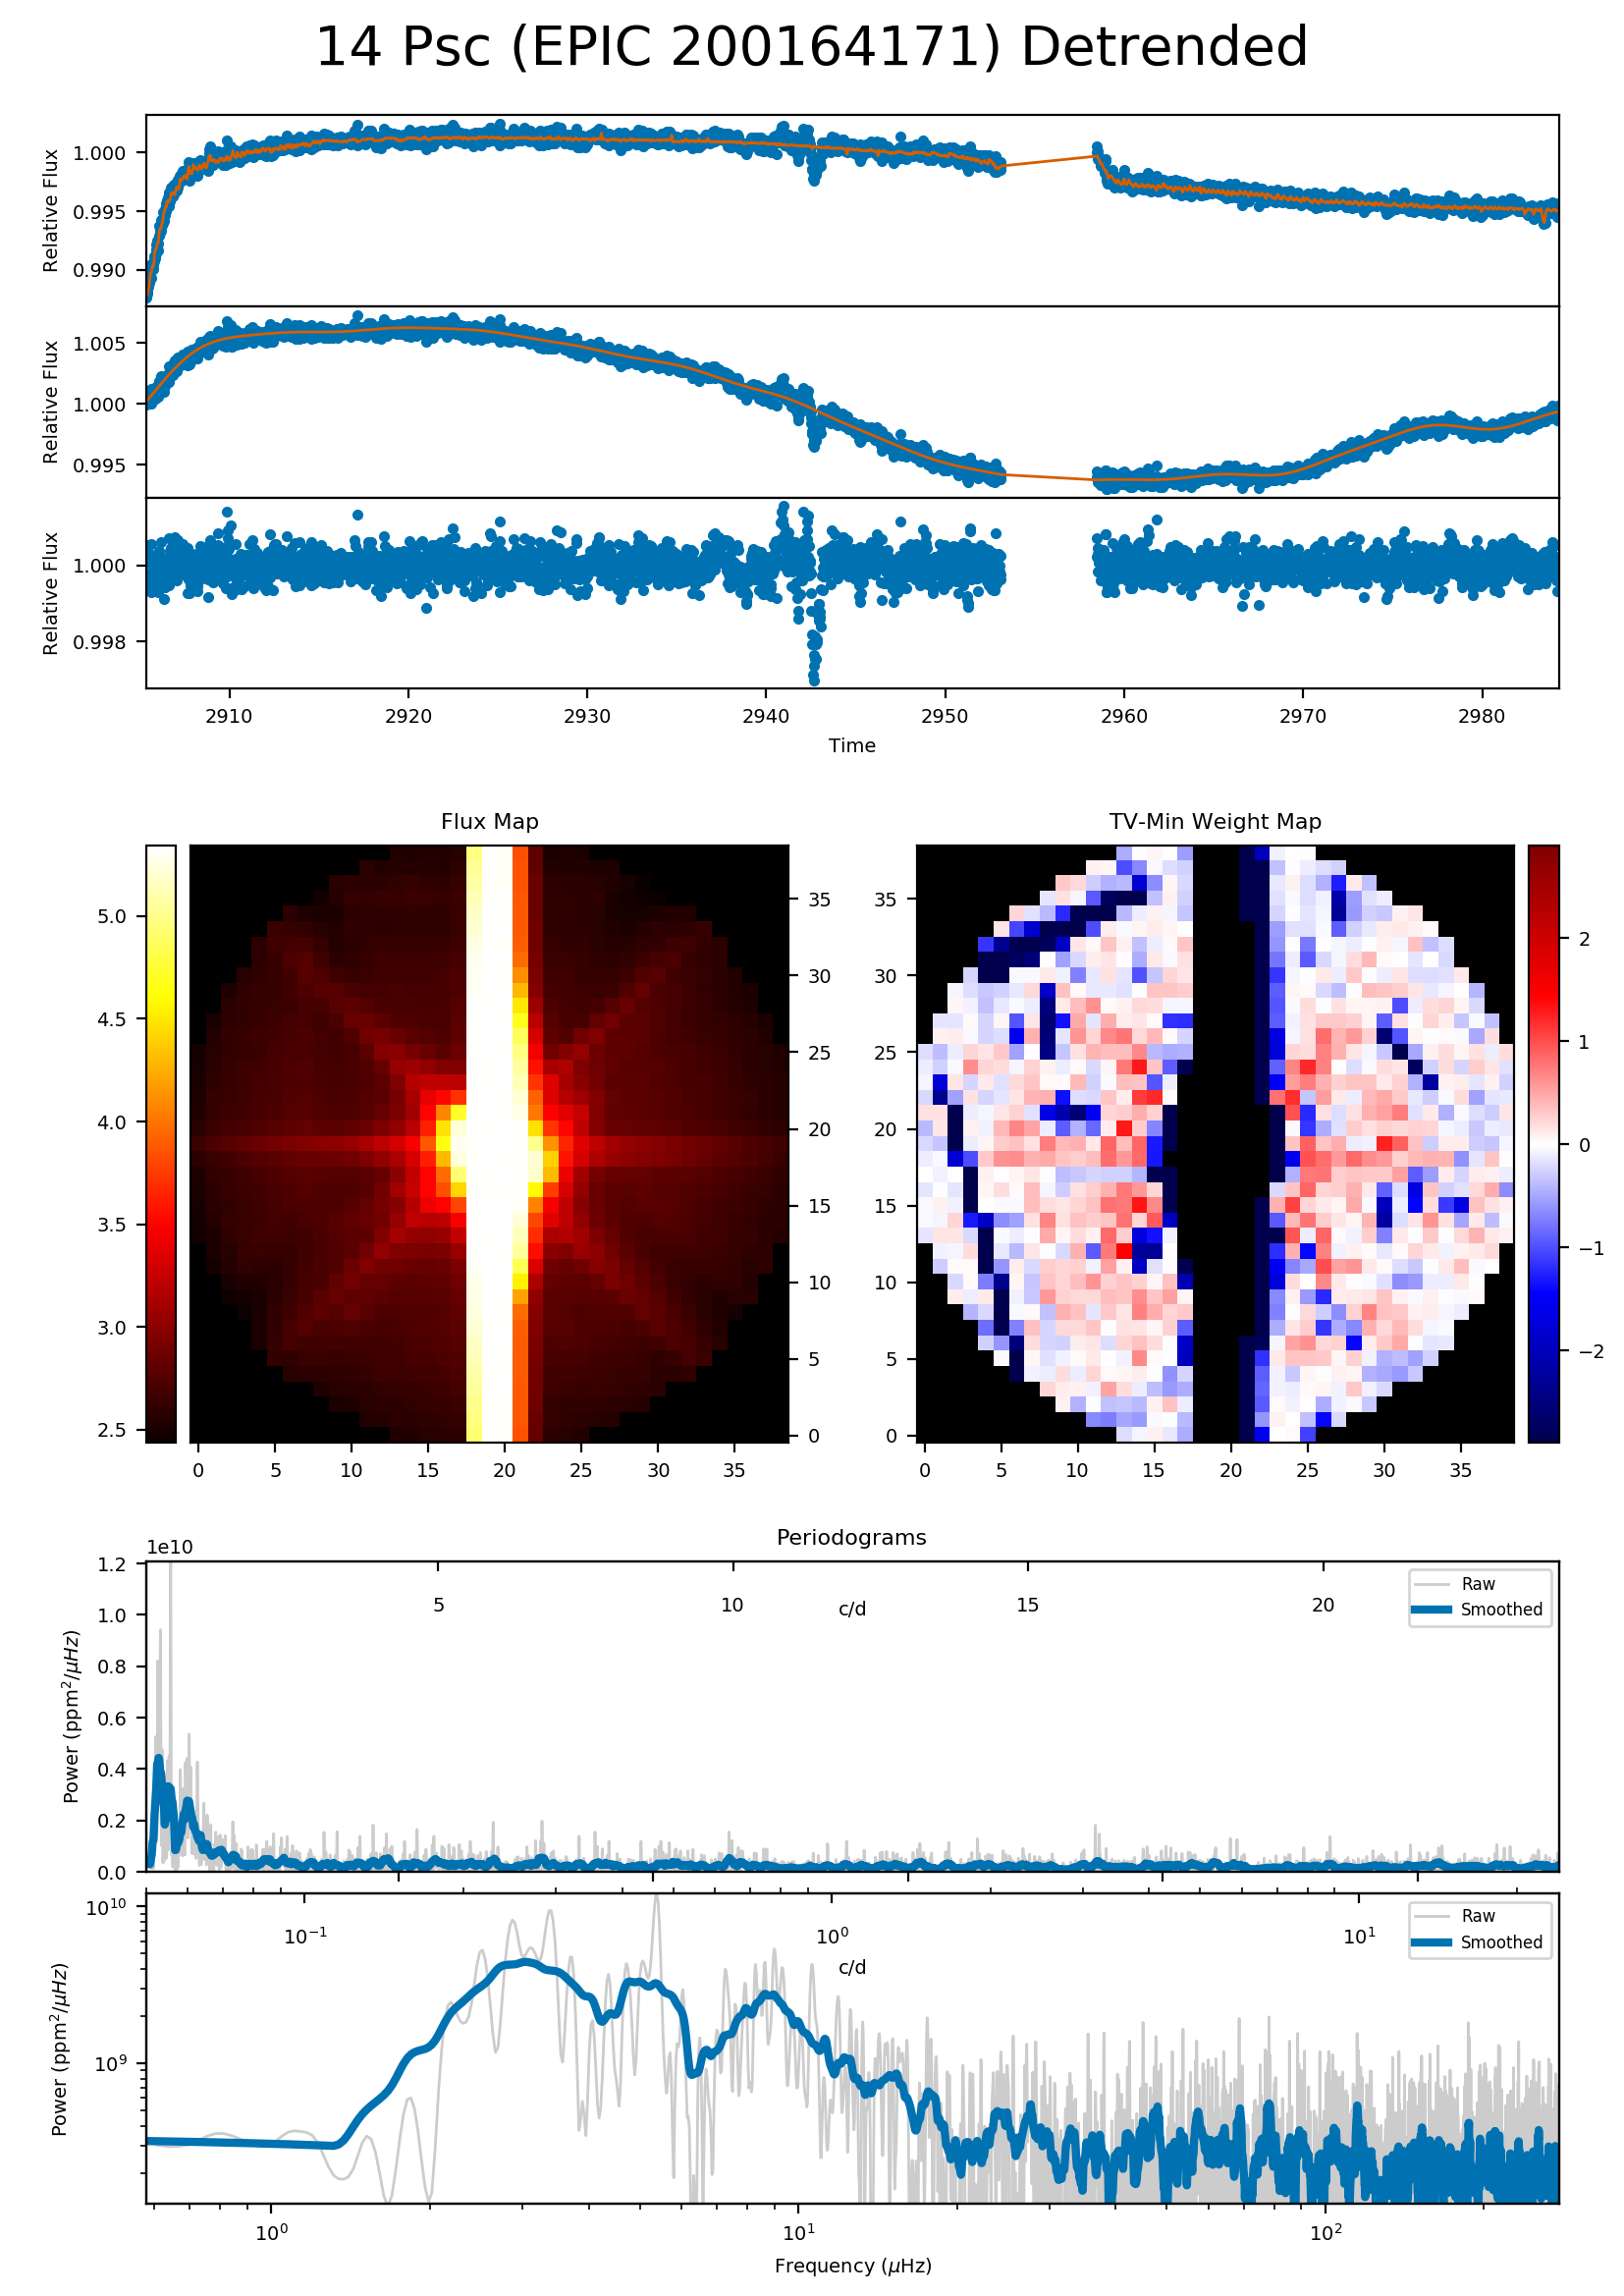 14 Psc (EPIC 200164171) Detrended
1.000
0.995
0.990
Relative Flux
1.005
1.000
0.995
Relative Flux
1.000
0.998
Relative Flux
2910 2920 2930 2940 2950 2960 2970 2980
Time
Flux Map
5.0
4.5
4.0
3.5
3.0
2.5
35
30
25
20
15
10
5
0
0 5 10 15 20 25 30 35
TV-Min Weight Map
35
30
25
20
15
10
5
0
0 5 10 15 20 25 30 35
2
1
0
−1
−2
Periodograms
1e10
1.2
1.0
0.8
0.6
0.4
0.2
0.0
Power (ppm²/μHz)
5 10 15 20
c/d
Raw
Smoothed
10¹⁰
10⁹
Power (ppm²/μHz)
10⁻¹ 10⁰ 10¹
c/d
Raw
Smoothed
10⁰ 10¹ 10²
Frequency (μHz)